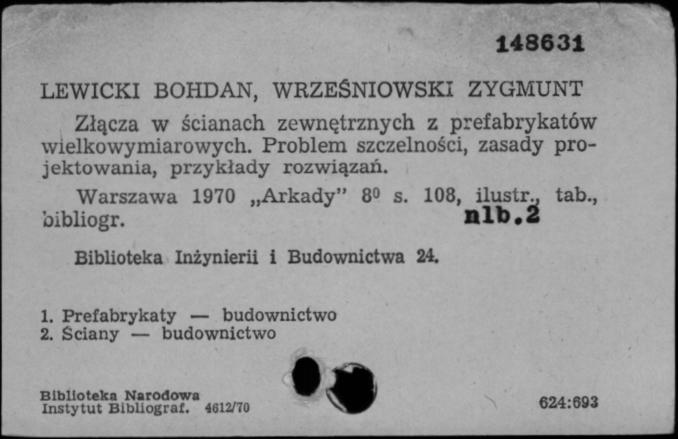 148631
LEWICKI BOHDAN, WRZEŚNIOWSKI ZYGMUNT
Złącza w ścianach zewnętrznych z prefabrykatów
wielkowymiarowych. Problem szczelności, zasady pro-
jektowania, przykłady rozwiązań.
Warszawa 1970 „Arkady” 8⁰ s. 108, ilustr., tab.,
bibliogr. nlb.2
Biblioteka Inżynierii i Budownictwa 24.
1. Prefabrykaty — budownictwo
2. Ściany — budownictwo
Biblioteka Narodowa
Instytut Bibliograf. 4612/70 624:693